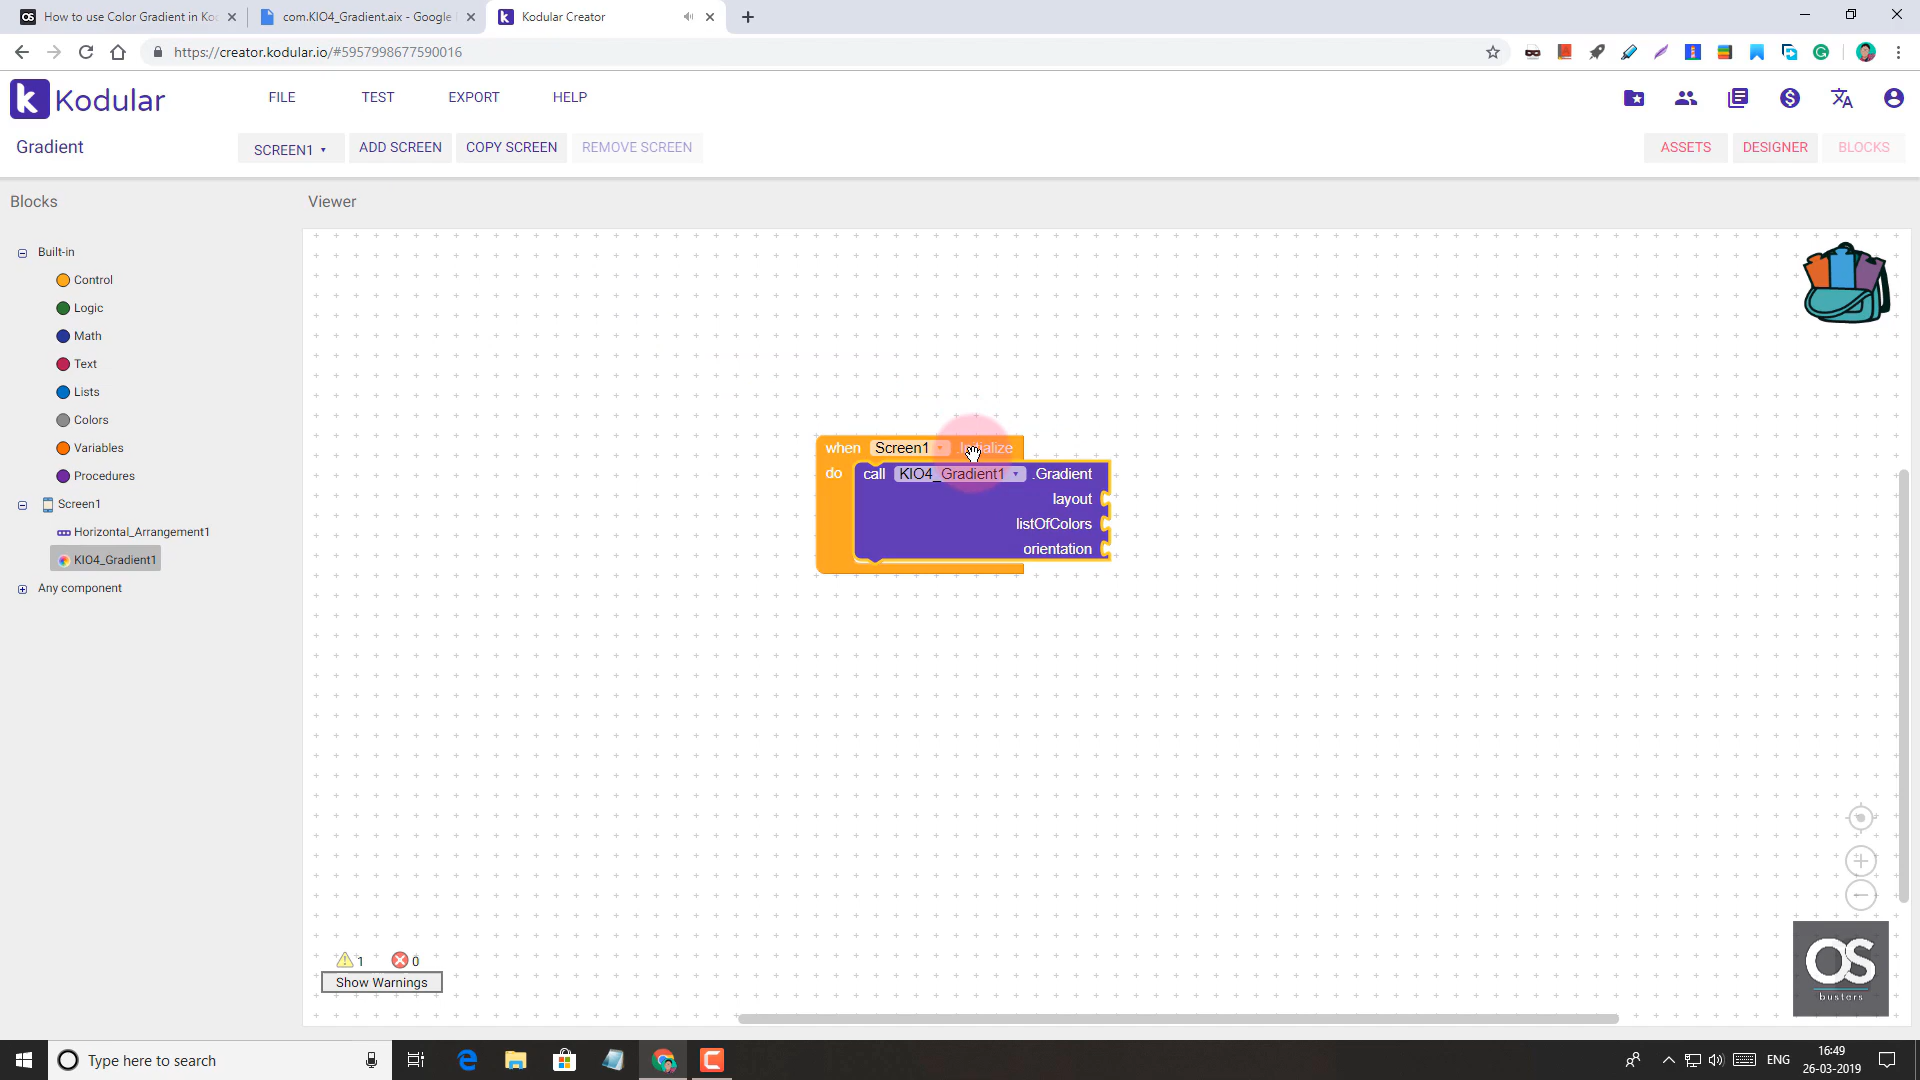 How to use Color Gradient in Ko
com.KIO4_Gradient.aix - Google
Kodular Creator
https://creator.kodular.io/#5957998677590016
Kodular
FILE
TEST
EXPORT
HELP
Gradient
SCREEN1
ADD SCREEN
COPY SCREEN
REMOVE SCREEN
ASSETS
DESIGNER
BLOCKS
Blocks
Viewer
Built-in
Control
Logic
Math
Text
Lists
Colors
Variables
Procedures
Screen1
Horizontal_Arrangement1
KIO4_Gradient1
Any component
when Screen1 .Initialize
do call KIO4_Gradient1 .Gradient
layout
listOfColors
orientation
1 0
Show Warnings
OS
busters
Type here to search
ENG
16:49
26-03-2019